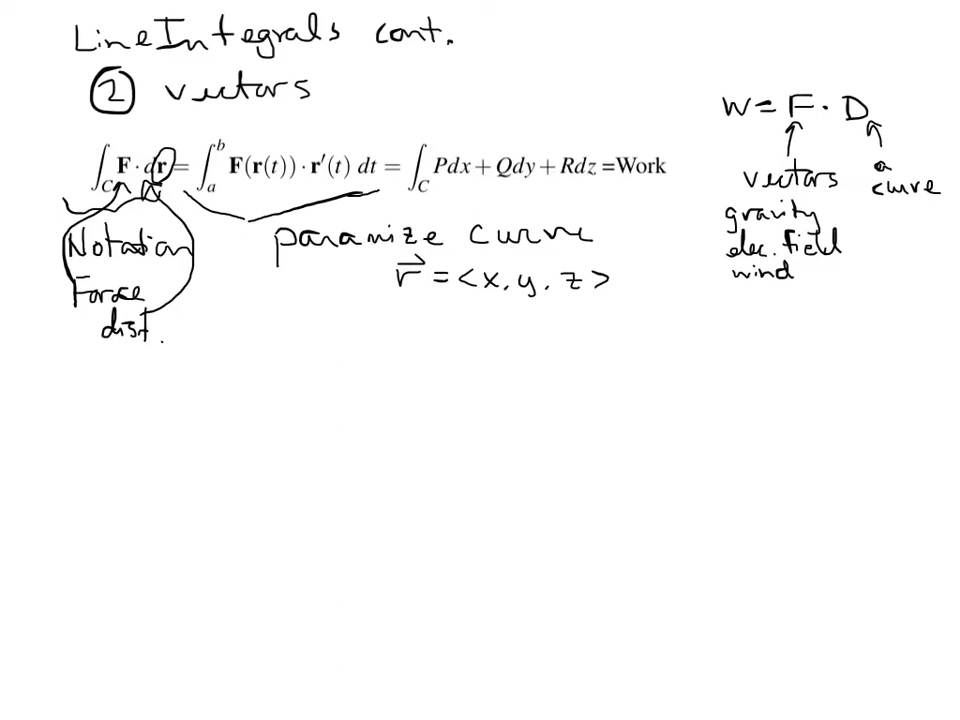 Line Integrals cont.
② vectors
∫_C F · dr = ∫_a^b F(r(t)) · r′(t) dt = ∫_C Pdx + Qdy + Rdz =Work
Notation
Force
dist.
paramize curve
r⃗ = <x, y, z>
W = F · D
vectors
gravity
elec. field
wind
a
curve